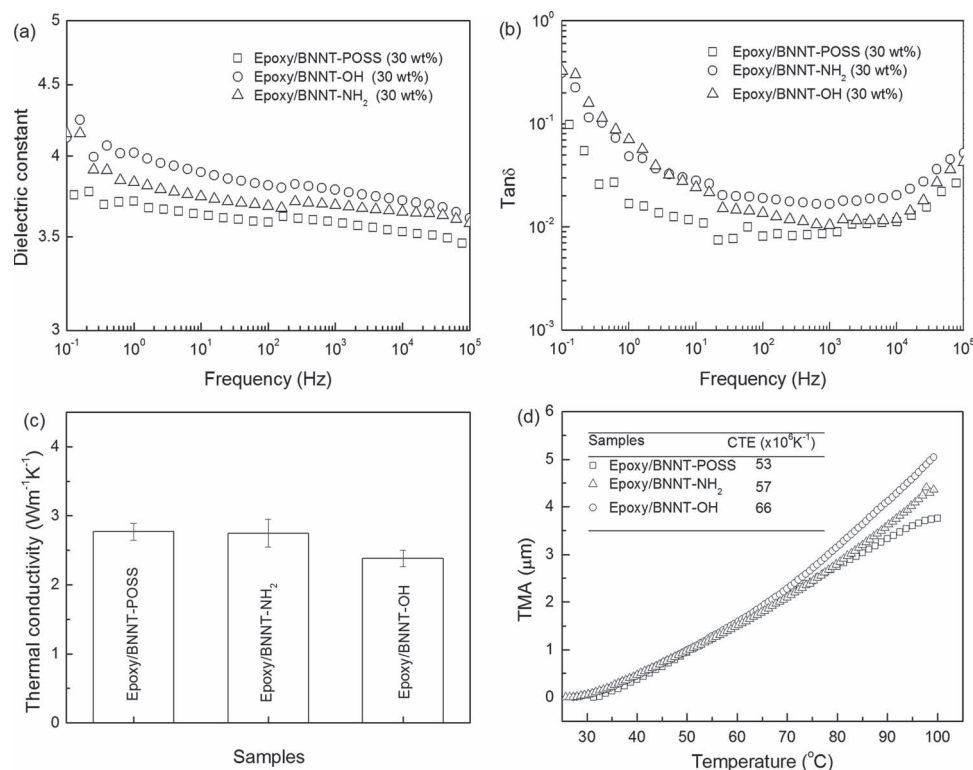 (a)
5
4.5
4
3.5
3
Dielectric constant
Epoxy/BNNT-POSS (30 wt%)
Epoxy/BNNT-OH (30 wt%)
Epoxy/BNNT-NH₂ (30 wt%)
10⁻¹ 10⁰ 10¹ 10² 10³ 10⁴ 10⁵
Frequency (Hz)
(b)
10⁰
10⁻¹
10⁻²
10⁻³
Tanδ
Epoxy/BNNT-POSS (30 wt%)
Epoxy/BNNT-NH₂ (30 wt%)
Epoxy/BNNT-OH (30 wt%)
10⁻¹ 10⁰ 10¹ 10² 10³ 10⁴ 10⁵
Frequency (Hz)
(c)
4
3
2
1
0
Thermal conductivity (Wm⁻¹K⁻¹)
Epoxy/BNNT-POSS
Epoxy/BNNT-NH₂
Epoxy/BNNT-OH
Samples
(d)
6
5
4
3
2
1
0
TMA (μm)
Samples CTE (x10⁶K⁻¹)
Epoxy/BNNT-POSS 53
Epoxy/BNNT-NH₂ 57
Epoxy/BNNT-OH 66
30 40 50 60 70 80 90 100
Temperature (°C)